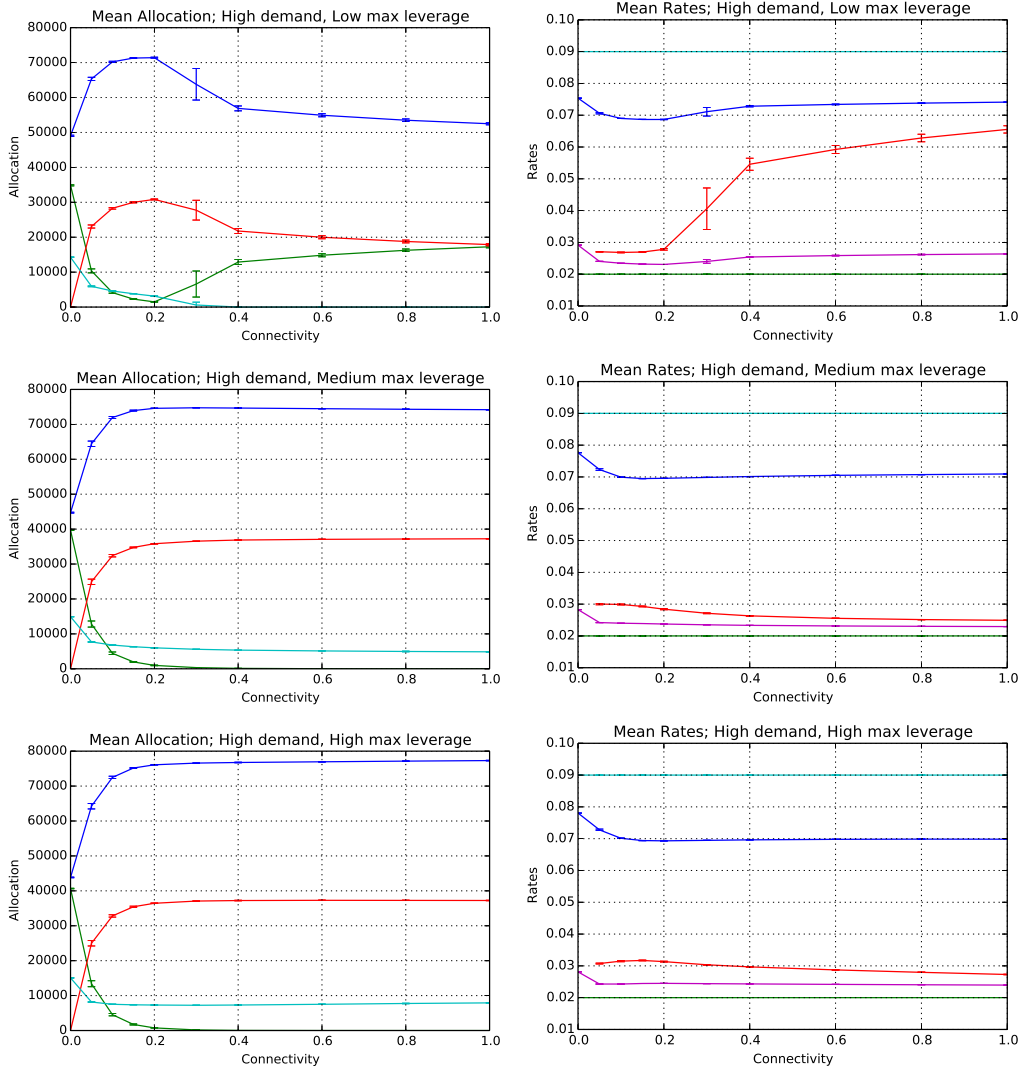 Mean Allocation; High demand, Low max leverage
80000
70000
60000
50000
40000
30000
20000
10000
0
Allocation
0.0 0.2 0.4 0.6 0.8 1.0
Connectivity
Mean Rates; High demand, Low max leverage
0.10
0.09
0.08
0.07
0.06
0.05
0.04
0.03
0.02
0.01
Rates
0.0 0.2 0.4 0.6 0.8 1.0
Connectivity
Mean Allocation; High demand, Medium max leverage
80000
70000
60000
50000
40000
30000
20000
10000
0
Allocation
0.0 0.2 0.4 0.6 0.8 1.0
Connectivity
Mean Rates; High demand, Medium max leverage
0.10
0.09
0.08
0.07
0.06
0.05
0.04
0.03
0.02
0.01
Rates
0.0 0.2 0.4 0.6 0.8 1.0
Connectivity
Mean Allocation; High demand, High max leverage
80000
70000
60000
50000
40000
30000
20000
10000
0
Allocation
0.0 0.2 0.4 0.6 0.8 1.0
Connectivity
Mean Rates; High demand, High max leverage
0.10
0.09
0.08
0.07
0.06
0.05
0.04
0.03
0.02
0.01
Rates
0.0 0.2 0.4 0.6 0.8 1.0
Connectivity